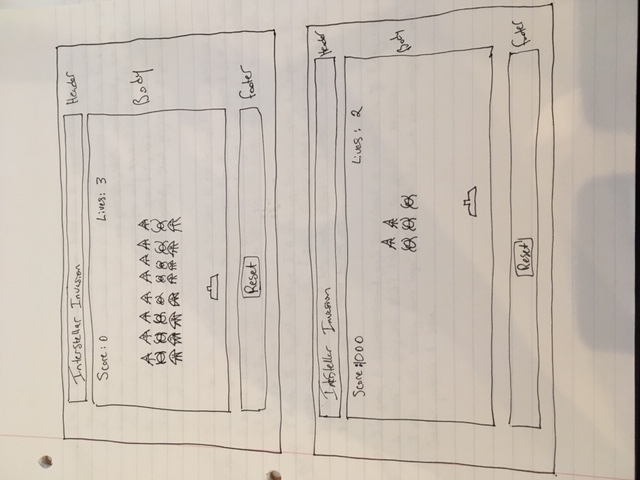 Interstellar Invasion
Header
Score: 0 Lives: 3
Body
Reset
footer
Intstellar Invasion
Header
Score: 1000 Lives: 2
Body
Reset
footer